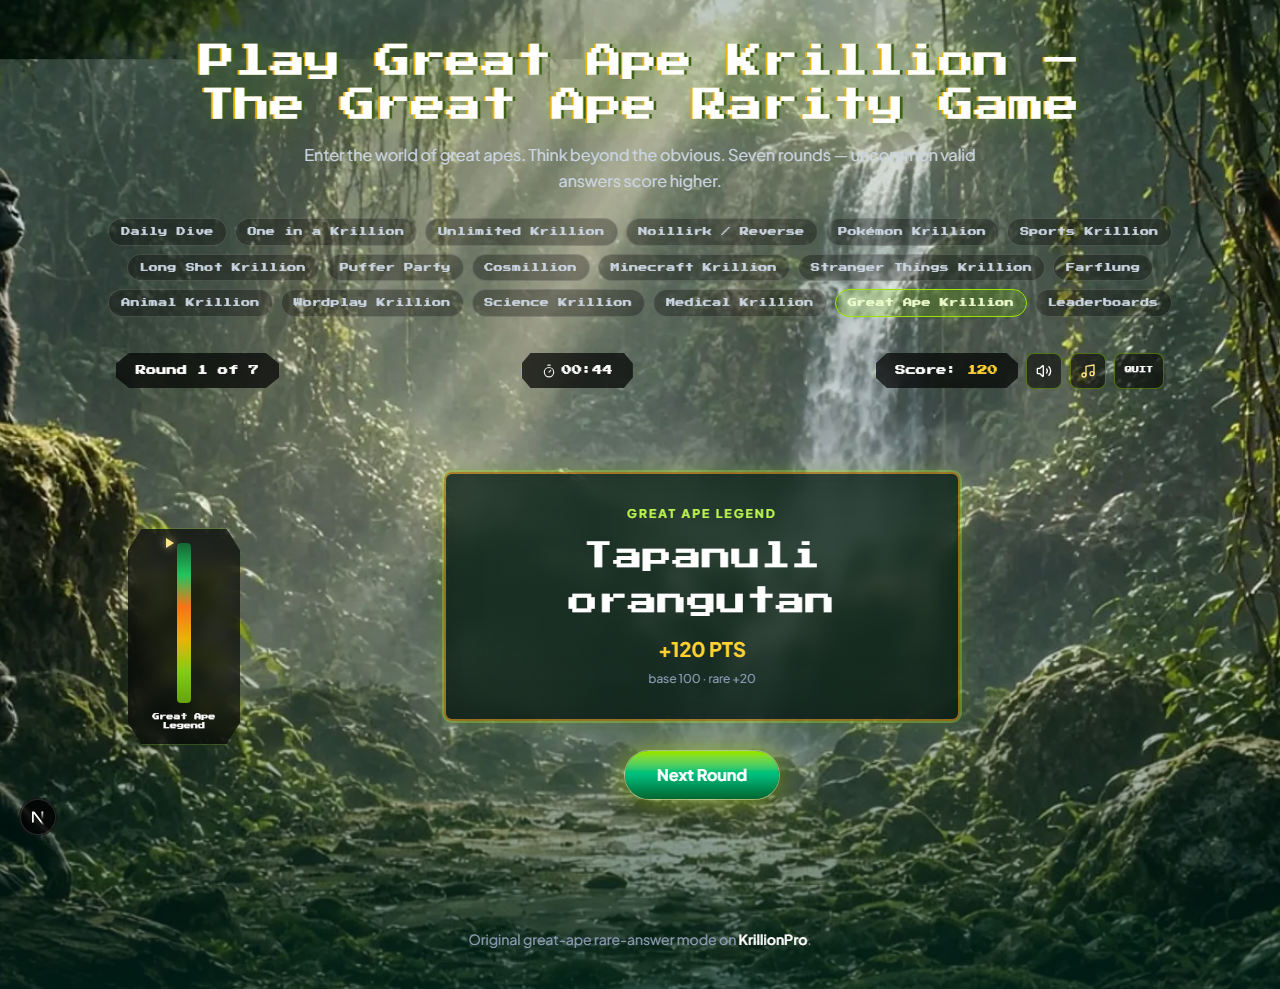 Play Great Ape Krillion —
The Great Ape Rarity Game
Enter the world of great apes. Think beyond the obvious. Seven rounds — uncommon valid
answers score higher.
Daily Dive
One in a Krillion
Unlimited Krillion
Noillirk / Reverse
Pokémon Krillion
Sports Krillion
Long Shot Krillion
Puffer Party
Cosmillion
Minecraft Krillion
Stranger Things Krillion
Farflung
Animal Krillion
Wordplay Krillion
Science Krillion
Medical Krillion
Great Ape Krillion
Leaderboards
Round 1 of 7
00:44
Score: 120
QUIT
GREAT APE LEGEND
Tapanuli
orangutan
+120 PTS
base 100 · rare +20
Great Ape
Legend
Next Round
N
Original great-ape rare-answer mode on KrillionPro.